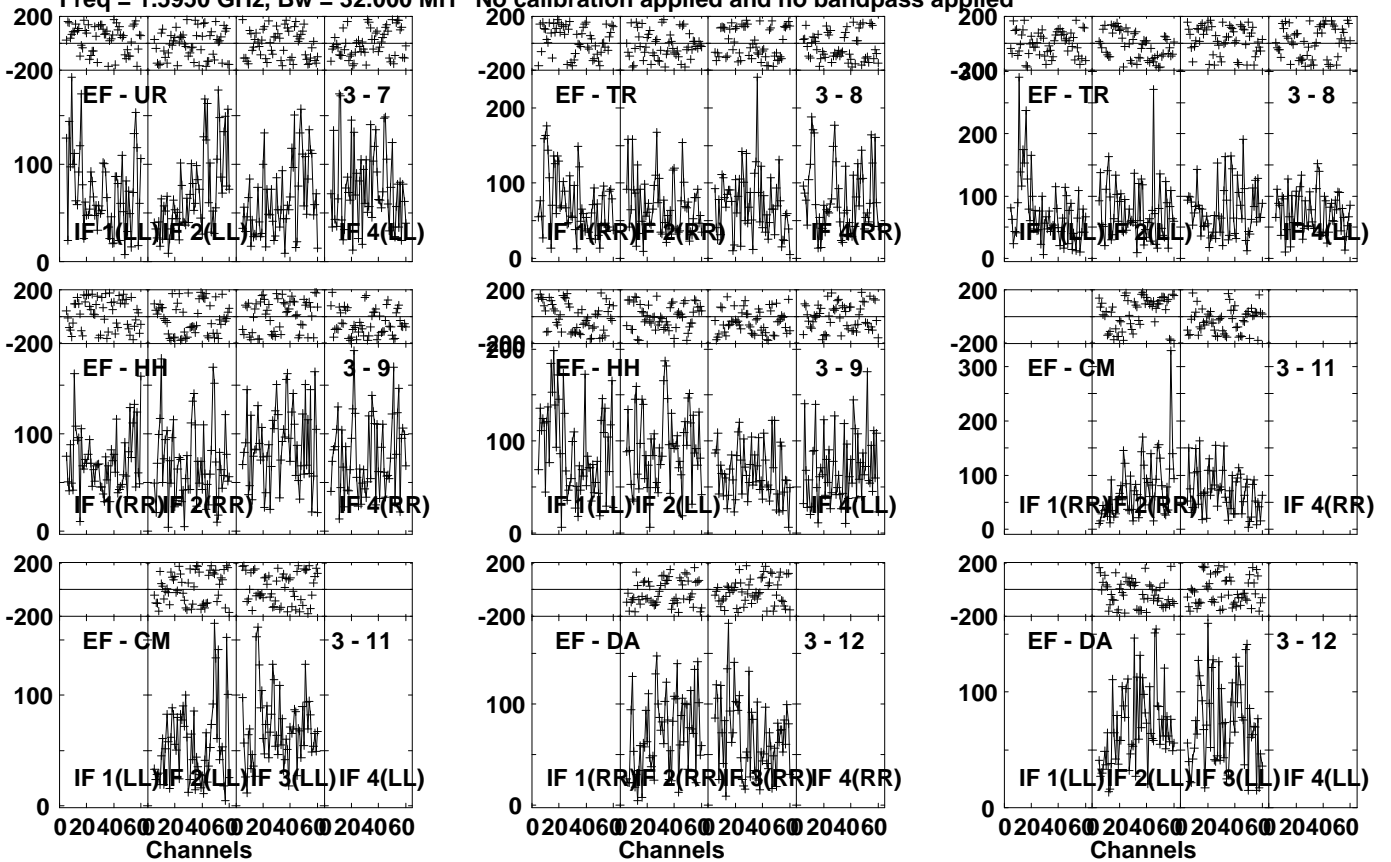 Freq = 1.5950 GHz, Bw = 32.000 MH No calibration applied and no bandpass applied
200
-200
EF - UR 3 - 7
100
IF 1(LL) IF 2(LL) IF 4(LL)
0
200
-200
EF - TR 3 - 8
200
100
IF 1(RR) IF 2(RR) IF 4(RR)
0
200
-200
300
EF - TR 3 - 8
200
100
IF 1(LL) IF 2(LL) IF 4(LL)
0
200
-200
EF - HH 3 - 9
100
IF 1(RR) IF 2(RR) IF 4(RR)
0
200
-200
200
EF - HH 3 - 9
100
IF 1(LL) IF 2(LL) IF 4(LL)
0
200
-200
EF - CM 3 - 11
300
200
100
IF 1(RR) IF 2(RR) IF 4(RR)
0
200
-200
EF - CM 3 - 11
100
IF 1(LL) IF 2(LL) IF 3(LL) IF 4(LL)
0
0 20 40 60 0 20 40 60 0 20 40 60 0 20 40 60
Channels
200
-200
EF - DA 3 - 12
100
IF 1(RR) IF 2(RR) IF 3(RR) IF 4(RR)
0
0 20 40 60 0 20 40 60 0 20 40 60 0 20 40 60
Channels
200
-200
EF - DA 3 - 12
100
IF 1(LL) IF 2(LL) IF 3(LL) IF 4(LL)
0
0 20 40 60 0 20 40 60 0 20 40 60 0 20 40 60
Channels